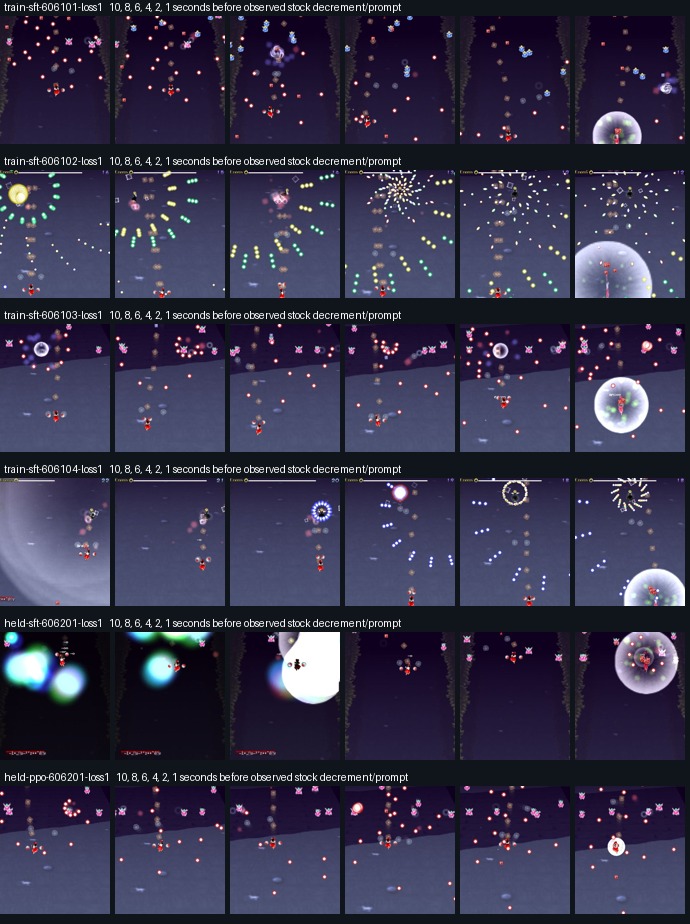 train-sft-606101-loss1 10, 8, 6, 4, 2, 1 seconds before observed stock decrement/prompt
train-sft-606102-loss1 10, 8, 6, 4, 2, 1 seconds before observed stock decrement/prompt
train-sft-606103-loss1 10, 8, 6, 4, 2, 1 seconds before observed stock decrement/prompt
train-sft-606104-loss1 10, 8, 6, 4, 2, 1 seconds before observed stock decrement/prompt
held-sft-606201-loss1 10, 8, 6, 4, 2, 1 seconds before observed stock decrement/prompt
held-ppo-606201-loss1 10, 8, 6, 4, 2, 1 seconds before observed stock decrement/prompt